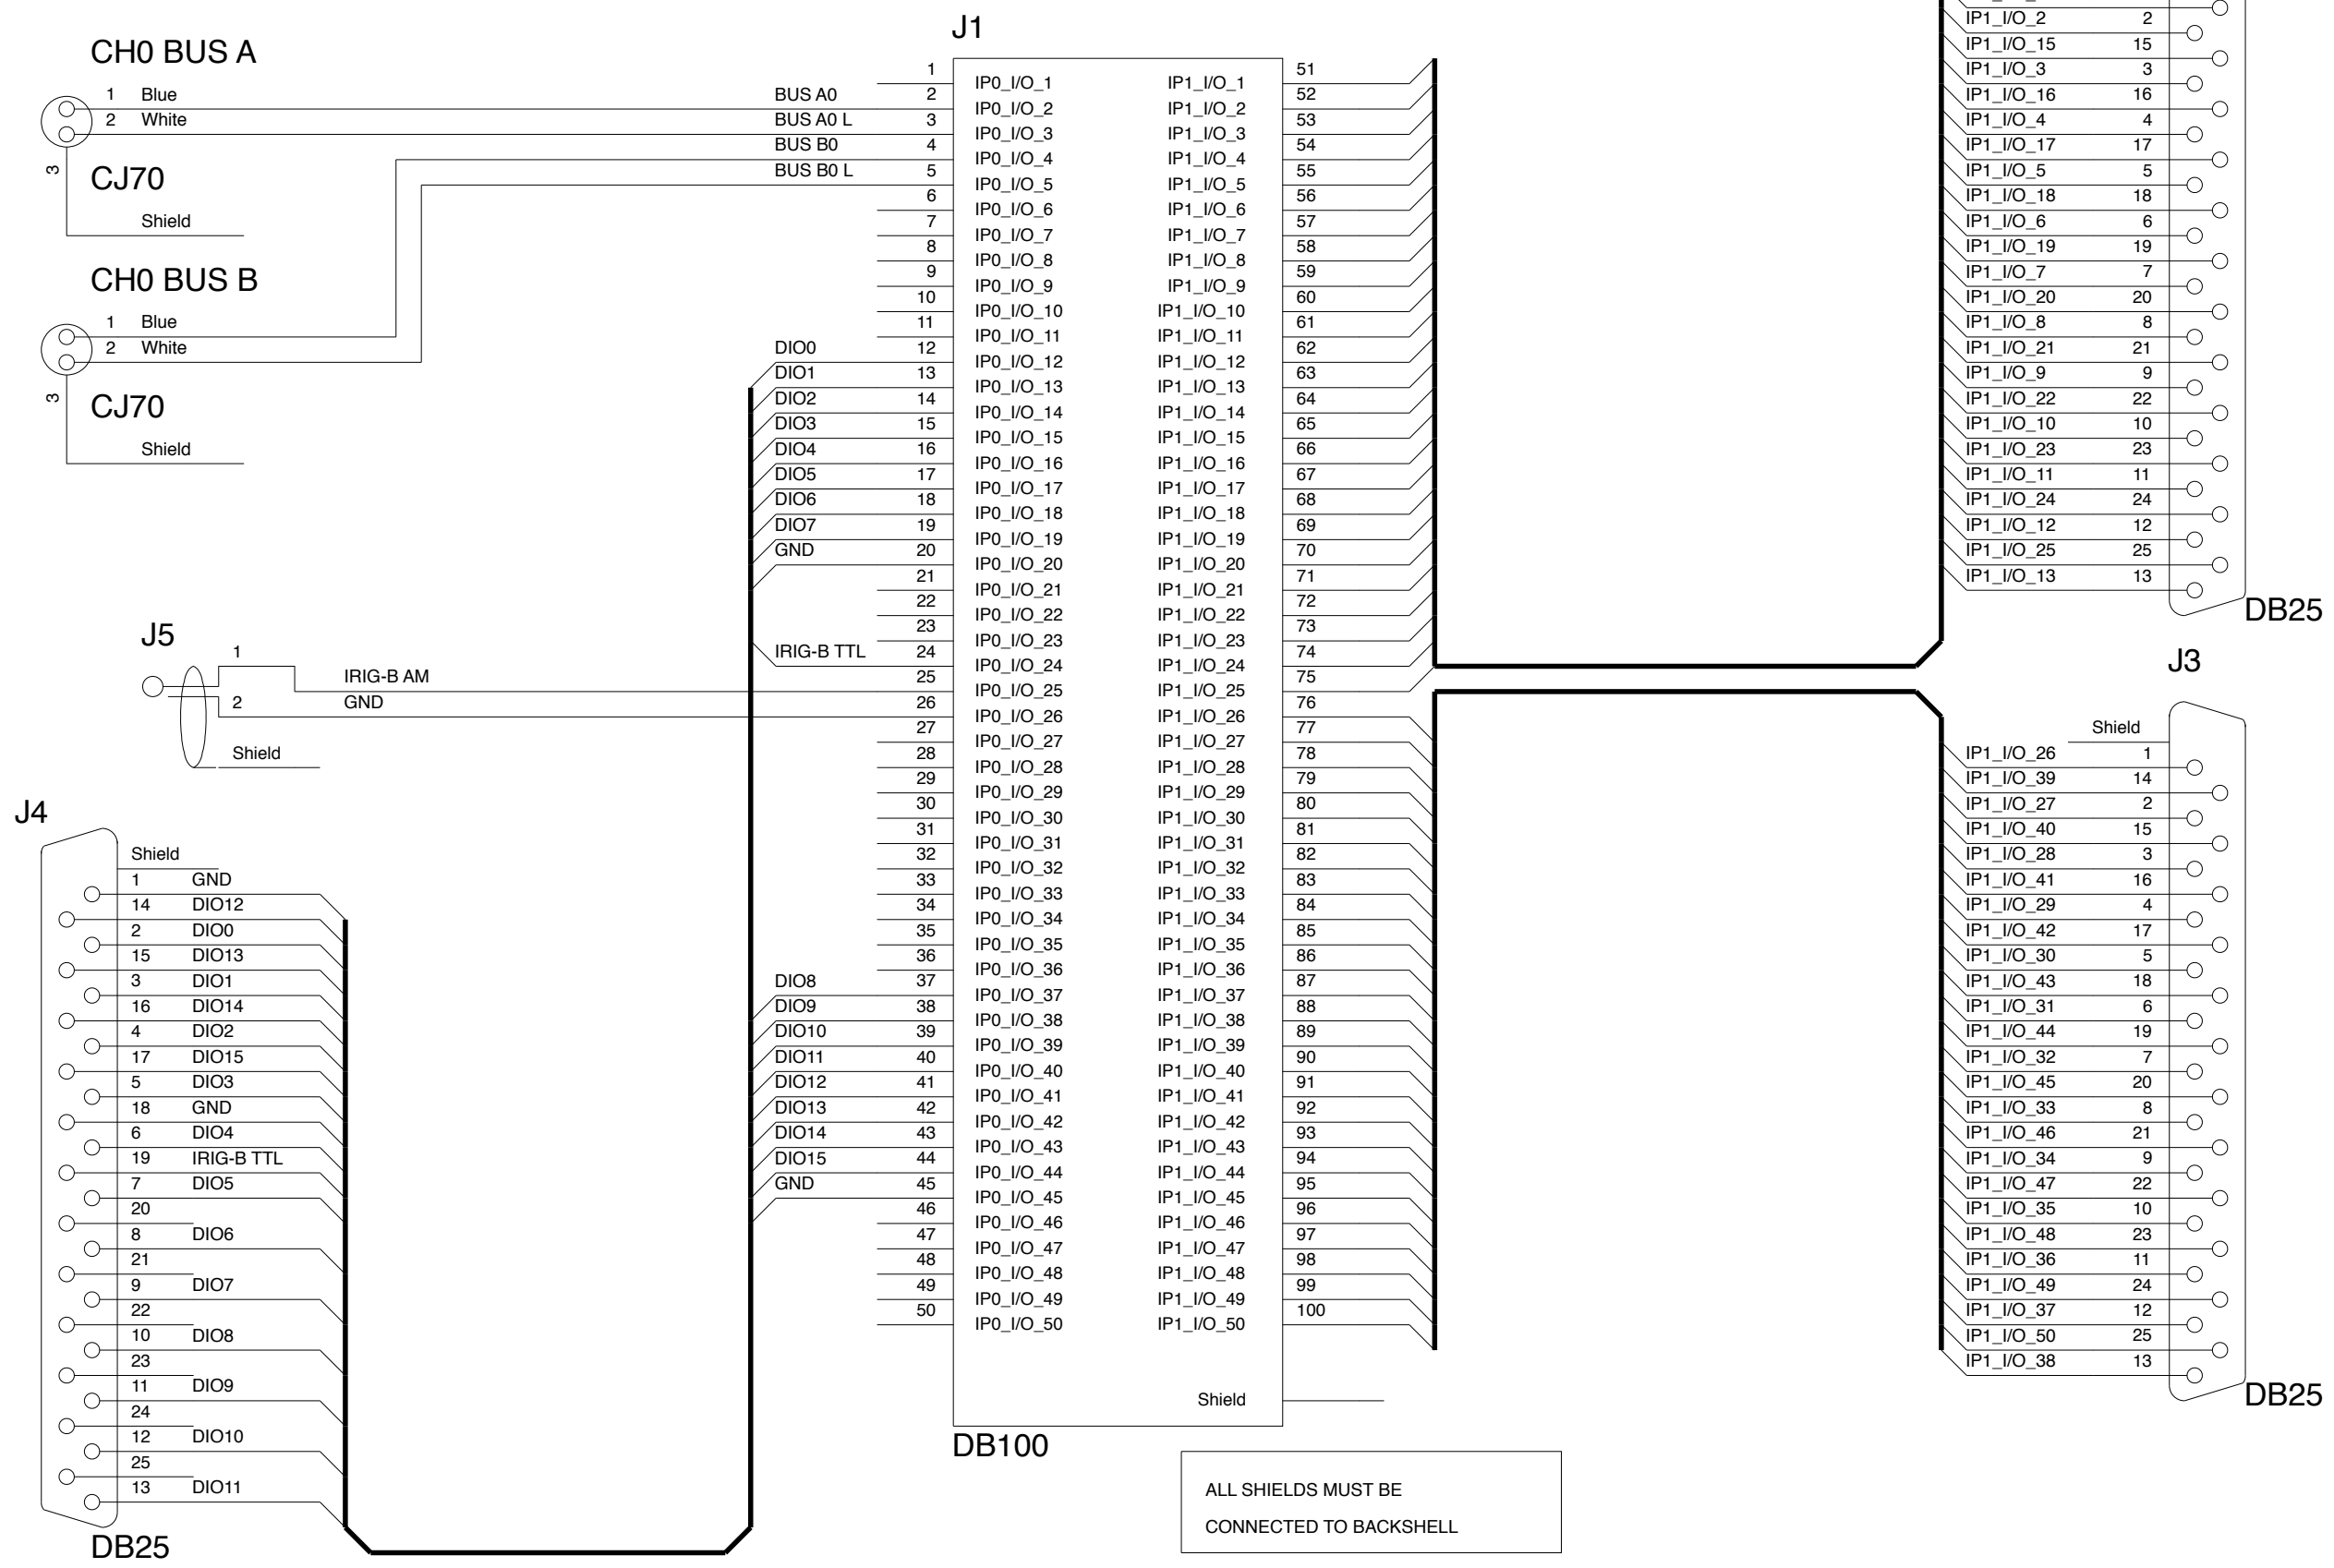 CH0 BUS A
1 Blue
2 White
3
CJ70
Shield
CH0 BUS B
1 Blue
2 White
3
CJ70
Shield
J5
1
IRIG-B AM
2 GND
Shield
J4
Shield
1 GND
14 DIO12
2 DIO0
15 DIO13
3 DIO1
16 DIO14
4 DIO2
17 DIO15
5 DIO3
18 GND
6 DIO4
19 IRIG-B TTL
7 DIO5
20
8 DIO6
21
9 DIO7
22
10 DIO8
23
11 DIO9
24
12 DIO10
25
13 DIO11
DB25
J1
1 IP0_I/O_1 IP1_I/O_1 51
BUS A0 2 IP0_I/O_2 IP1_I/O_2 52
BUS A0 L 3 IP0_I/O_3 IP1_I/O_3 53
BUS B0 4 IP0_I/O_4 IP1_I/O_4 54
BUS B0 L 5 IP0_I/O_5 IP1_I/O_5 55
6 IP0_I/O_6 IP1_I/O_6 56
7 IP0_I/O_7 IP1_I/O_7 57
8 IP0_I/O_8 IP1_I/O_8 58
9 IP0_I/O_9 IP1_I/O_9 59
10 IP0_I/O_10 IP1_I/O_10 60
11 IP0_I/O_11 IP1_I/O_11 61
DIO0 12 IP0_I/O_12 IP1_I/O_12 62
DIO1 13 IP0_I/O_13 IP1_I/O_13 63
DIO2 14 IP0_I/O_14 IP1_I/O_14 64
DIO3 15 IP0_I/O_15 IP1_I/O_15 65
DIO4 16 IP0_I/O_16 IP1_I/O_16 66
DIO5 17 IP0_I/O_17 IP1_I/O_17 67
DIO6 18 IP0_I/O_18 IP1_I/O_18 68
DIO7 19 IP0_I/O_19 IP1_I/O_19 69
GND 20 IP0_I/O_20 IP1_I/O_20 70
21 IP0_I/O_21 IP1_I/O_21 71
22 IP0_I/O_22 IP1_I/O_22 72
23 IP0_I/O_23 IP1_I/O_23 73
IRIG-B TTL 24 IP0_I/O_24 IP1_I/O_24 74
25 IP0_I/O_25 IP1_I/O_25 75
26 IP0_I/O_26 IP1_I/O_26 76
27 IP0_I/O_27 IP1_I/O_27 77
28 IP0_I/O_28 IP1_I/O_28 78
29 IP0_I/O_29 IP1_I/O_29 79
30 IP0_I/O_30 IP1_I/O_30 80
31 IP0_I/O_31 IP1_I/O_31 81
32 IP0_I/O_32 IP1_I/O_32 82
33 IP0_I/O_33 IP1_I/O_33 83
34 IP0_I/O_34 IP1_I/O_34 84
35 IP0_I/O_35 IP1_I/O_35 85
36 IP0_I/O_36 IP1_I/O_36 86
DIO8 37 IP0_I/O_37 IP1_I/O_37 87
DIO9 38 IP0_I/O_38 IP1_I/O_38 88
DIO10 39 IP0_I/O_39 IP1_I/O_39 89
DIO11 40 IP0_I/O_40 IP1_I/O_40 90
DIO12 41 IP0_I/O_41 IP1_I/O_41 91
DIO13 42 IP0_I/O_42 IP1_I/O_42 92
DIO14 43 IP0_I/O_43 IP1_I/O_43 93
DIO15 44 IP0_I/O_44 IP1_I/O_44 94
GND 45 IP0_I/O_45 IP1_I/O_45 95
46 IP0_I/O_46 IP1_I/O_46 96
47 IP0_I/O_47 IP1_I/O_47 97
48 IP0_I/O_48 IP1_I/O_48 98
49 IP0_I/O_49 IP1_I/O_49 99
50 IP0_I/O_50 IP1_I/O_50 100
Shield
DB100
ALL SHIELDS MUST BE
CONNECTED TO BACKSHELL
IP1_I/O_2 2
IP1_I/O_15 15
IP1_I/O_3 3
IP1_I/O_16 16
IP1_I/O_4 4
IP1_I/O_17 17
IP1_I/O_5 5
IP1_I/O_18 18
IP1_I/O_6 6
IP1_I/O_19 19
IP1_I/O_7 7
IP1_I/O_20 20
IP1_I/O_8 8
IP1_I/O_21 21
IP1_I/O_9 9
IP1_I/O_22 22
IP1_I/O_10 10
IP1_I/O_23 23
IP1_I/O_11 11
IP1_I/O_24 24
IP1_I/O_12 12
IP1_I/O_25 25
IP1_I/O_13 13
DB25
J3
Shield
IP1_I/O_26 1
IP1_I/O_39 14
IP1_I/O_27 2
IP1_I/O_40 15
IP1_I/O_28 3
IP1_I/O_41 16
IP1_I/O_29 4
IP1_I/O_42 17
IP1_I/O_30 5
IP1_I/O_43 18
IP1_I/O_31 6
IP1_I/O_44 19
IP1_I/O_32 7
IP1_I/O_45 20
IP1_I/O_33 8
IP1_I/O_46 21
IP1_I/O_34 9
IP1_I/O_47 22
IP1_I/O_35 10
IP1_I/O_48 23
IP1_I/O_36 11
IP1_I/O_49 24
IP1_I/O_37 12
IP1_I/O_50 25
IP1_I/O_38 13
DB25